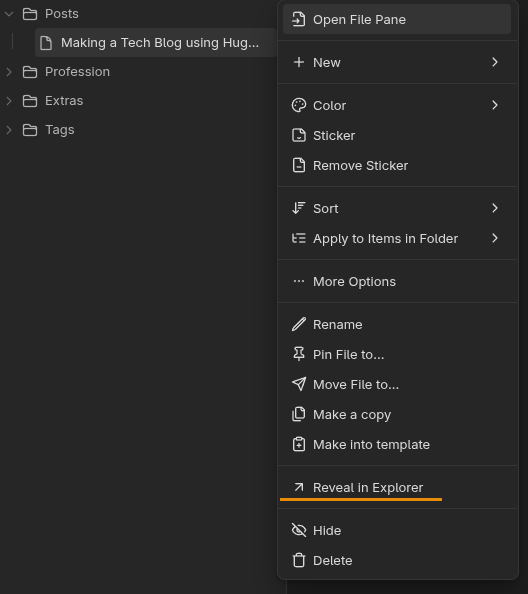 Posts
Making a Tech Blog using Hug...
Profession
Extras
Tags
Open File Pane
New
Color
Sticker
Remove Sticker
Sort
Apply to Items in Folder
More Options
Rename
Pin File to...
Move File to...
Make a copy
Make into template
Reveal in Explorer
Hide
Delete